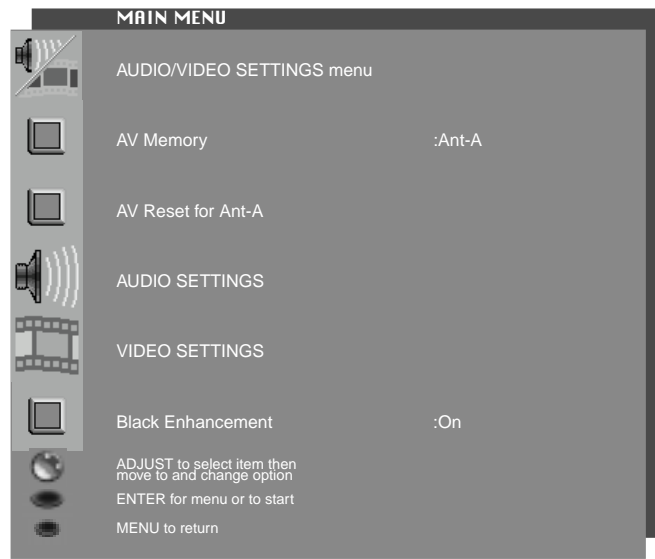 MAIN MENU
AUDIO/VIDEO SETTINGS menu
AV Memory :Ant-A
AV Reset for Ant-A
AUDIO SETTINGS
VIDEO SETTINGS
Black Enhancement :On
ADJUST to select item then
move to and change option
ENTER for menu or to start
MENU to return